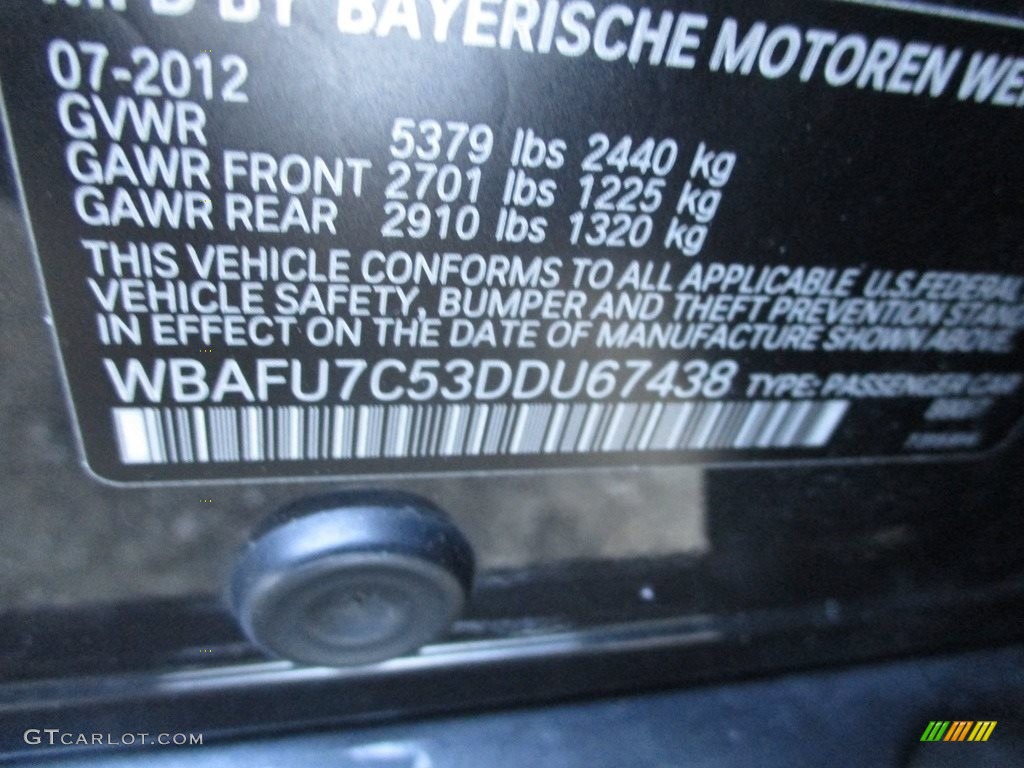 MFD BY BAYERISCHE MOTOREN
07-2012
GVWR 5379 lbs 2440 kg
GAWR FRONT 2701 lbs 1225 kg
GAWR REAR 2910 lbs 1320 kg
THIS VEHICLE CONFORMS TO ALL APPLICABLE U.S.FEDERAL
VEHICLE SAFETY, BUMPER AND THEFT PREVENTION
IN EFFECT ON THE DATE OF MANUFACTURE SHOWN ABOVE
WBAFU7C53DDU67438 TYPE: PASSENGER CAR
GTCARLOT.COM